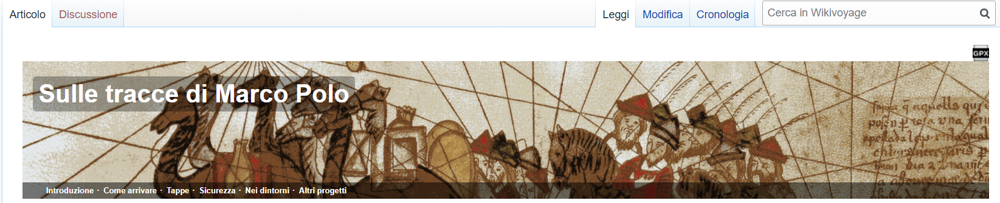 Articolo Discussione Leggi Modifica Cronologia Cerca in Wikivoyage
GPX
Sulle tracce di Marco Polo
Introduzione · Come arrivare · Tappe · Sicurezza · Nei dintorni · Altri progetti